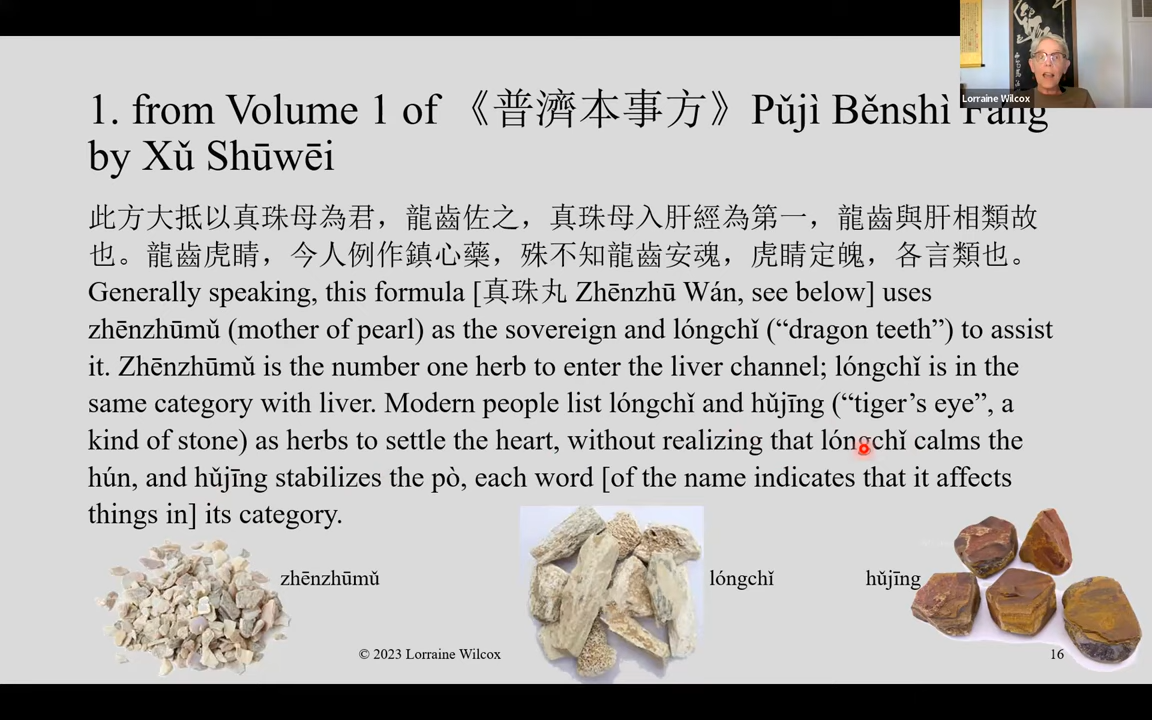 1. from Volume 1 of 《普濟本事方》Pǔjì Běnshì Fāng
by Xǔ Shūwēi
此方大抵以真珠母為君，龍齒佐之，真珠母入肝經為第一，龍齒與肝相類故
也。龍齒虎睛，今人例作鎮心藥，殊不知龍齒安魂，虎睛定魄，各言類也。
Generally speaking, this formula [真珠丸 Zhēnzhū Wán, see below] uses
zhēnzhūmǔ (mother of pearl) as the sovereign and lóngchǐ (“dragon teeth”) to assist
it. Zhēnzhūmǔ is the number one herb to enter the liver channel; lóngchǐ is in the
same category with liver. Modern people list lóngchǐ and hǔjīng (“tiger’s eye”, a
kind of stone) as herbs to settle the heart, without realizing that lóngchǐ calms the
hún, and hǔjīng stabilizes the pò, each word [of the name indicates that it affects
things in] its category.
zhēnzhūmǔ
lóngchǐ
hǔjīng
© 2023 Lorraine Wilcox
16
Lorraine Wilcox